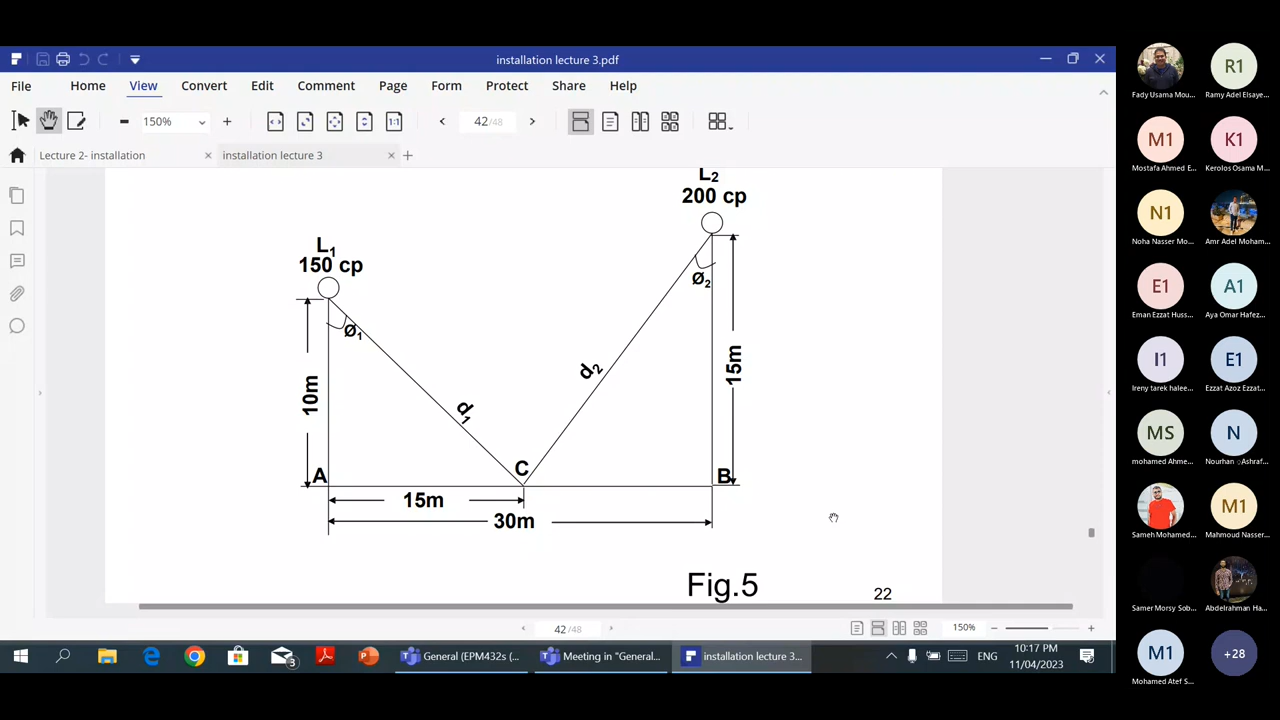 installation lecture 3.pdf
File
Home
View
Convert
Edit
Comment
Page
Form
Protect
Share
Help
150%
1:1
42/48
Lecture 2- installation
installation lecture 3
L2
200 cp
L1
150 cp
Ø1
Ø2
10m
d1
d2
15m
A
C
B
15m
30m
Fig.5
22
42/48
150%
3
General (EPM432s (...
Meeting in "General...
installation lecture 3...
ENG
10:17 PM
11/04/2023
Fady Usama Mou...
R1
Ramy Adel Elsaye...
M1
Mostafa Ahmed E...
K1
Kerolos Osama M...
N1
Noha Nasser Mo...
Amr Adel Moham...
E1
Eman Ezzat Huss...
A1
Aya Omar Hafez...
I1
Ireny tarek halee...
E1
Ezzat Azoz Ezzat...
MS
mohamed Ahme...
N
Nourhan Ashraf...
Sameh Mohamed...
M1
Mahmoud Nasser...
Samer Morsy Sob...
Abdelrahman Ha...
M1
Mohamed Atef S...
+28